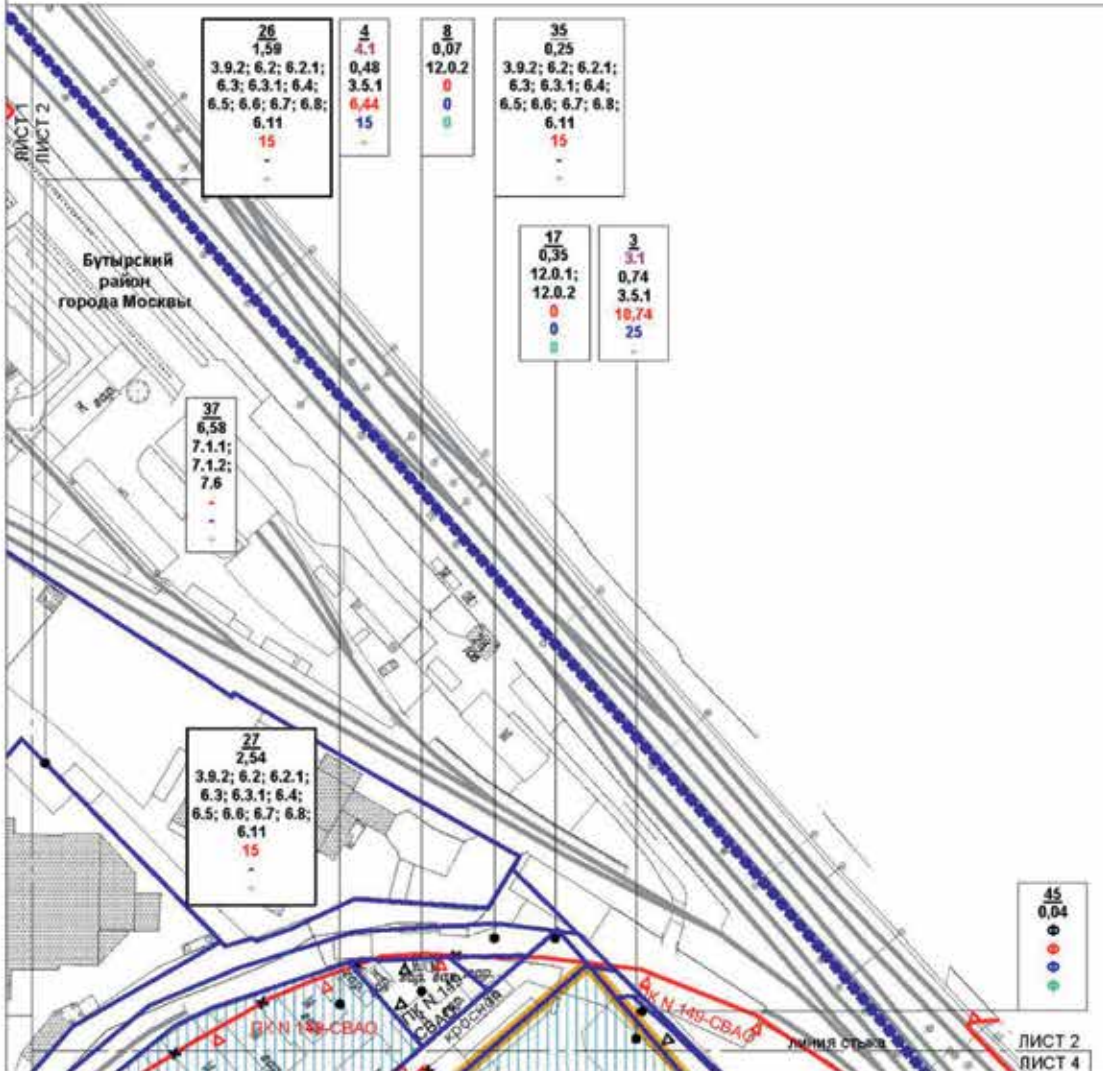 26
1,59
3.9.2; 6.2; 6.2.1;
6.3; 6.3.1; 6.4;
6.5; 6.6; 6.7; 6.8;
6.11
15
-
-
4
4.1
0,48
3.5.1
6,44
15
-
8
0,07
12.0.2
0
0
0
35
0,25
3.9.2; 6.2; 6.2.1;
6.3; 6.3.1; 6.4;
6.5; 6.6; 6.7; 6.8;
6.11
15
-
-
ЛИСТ 1
ЛИСТ 2
17
0,35
12.0.1;
12.0.2
0
0
0
3
3.1
0,74
3.5.1
10,74
25
-
Бутырский
район
города Москвы
37
6,58
7.1.1;
7.1.2;
7.6
-
-
-
27
2,54
3.9.2; 6.2; 6.2.1;
6.3; 6.3.1; 6.4;
6.5; 6.6; 6.7; 6.8;
6.11
15
-
-
45
0,04
Ф
Ф
Ф
Ф
ПК N 149-СВАО
ПК N 149-
СВАО
красная
ПК N 149-СВАО
линия стыка
ЛИСТ 2
ЛИСТ 4